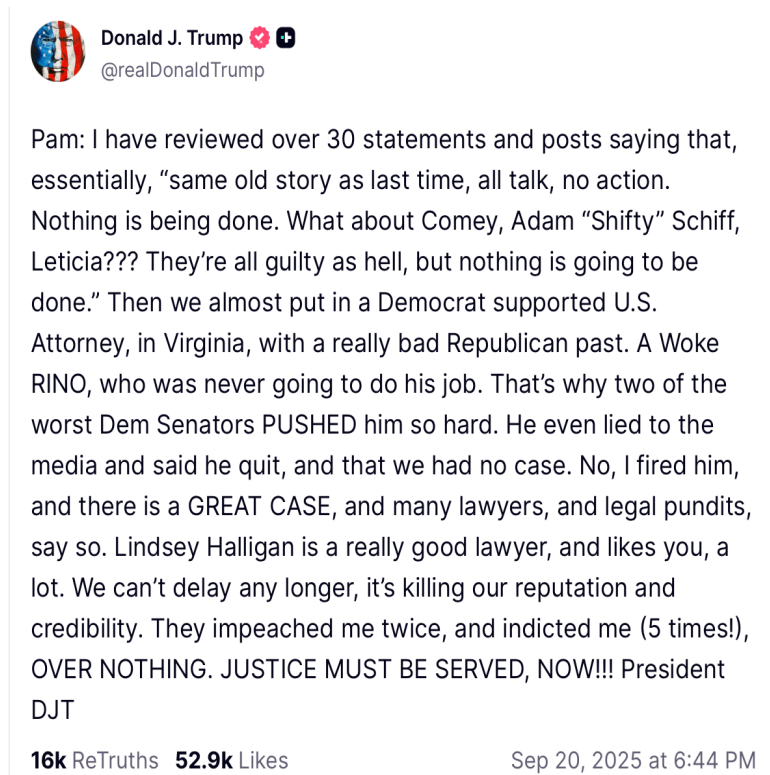 Donald J. Trump
@realDonaldTrump
Pam: I have reviewed over 30 statements and posts saying that,
essentially, “same old story as last time, all talk, no action.
Nothing is being done. What about Comey, Adam “Shifty” Schiff,
Leticia??? They’re all guilty as hell, but nothing is going to be
done.” Then we almost put in a Democrat supported U.S.
Attorney, in Virginia, with a really bad Republican past. A Woke
RINO, who was never going to do his job. That’s why two of the
worst Dem Senators PUSHED him so hard. He even lied to the
media and said he quit, and that we had no case. No, I fired him,
and there is a GREAT CASE, and many lawyers, and legal pundits,
say so. Lindsey Halligan is a really good lawyer, and likes you, a
lot. We can’t delay any longer, it’s killing our reputation and
credibility. They impeached me twice, and indicted me (5 times!),
OVER NOTHING. JUSTICE MUST BE SERVED, NOW!!! President
DJT
16k ReTruths 52.9k Likes Sep 20, 2025 at 6:44 PM